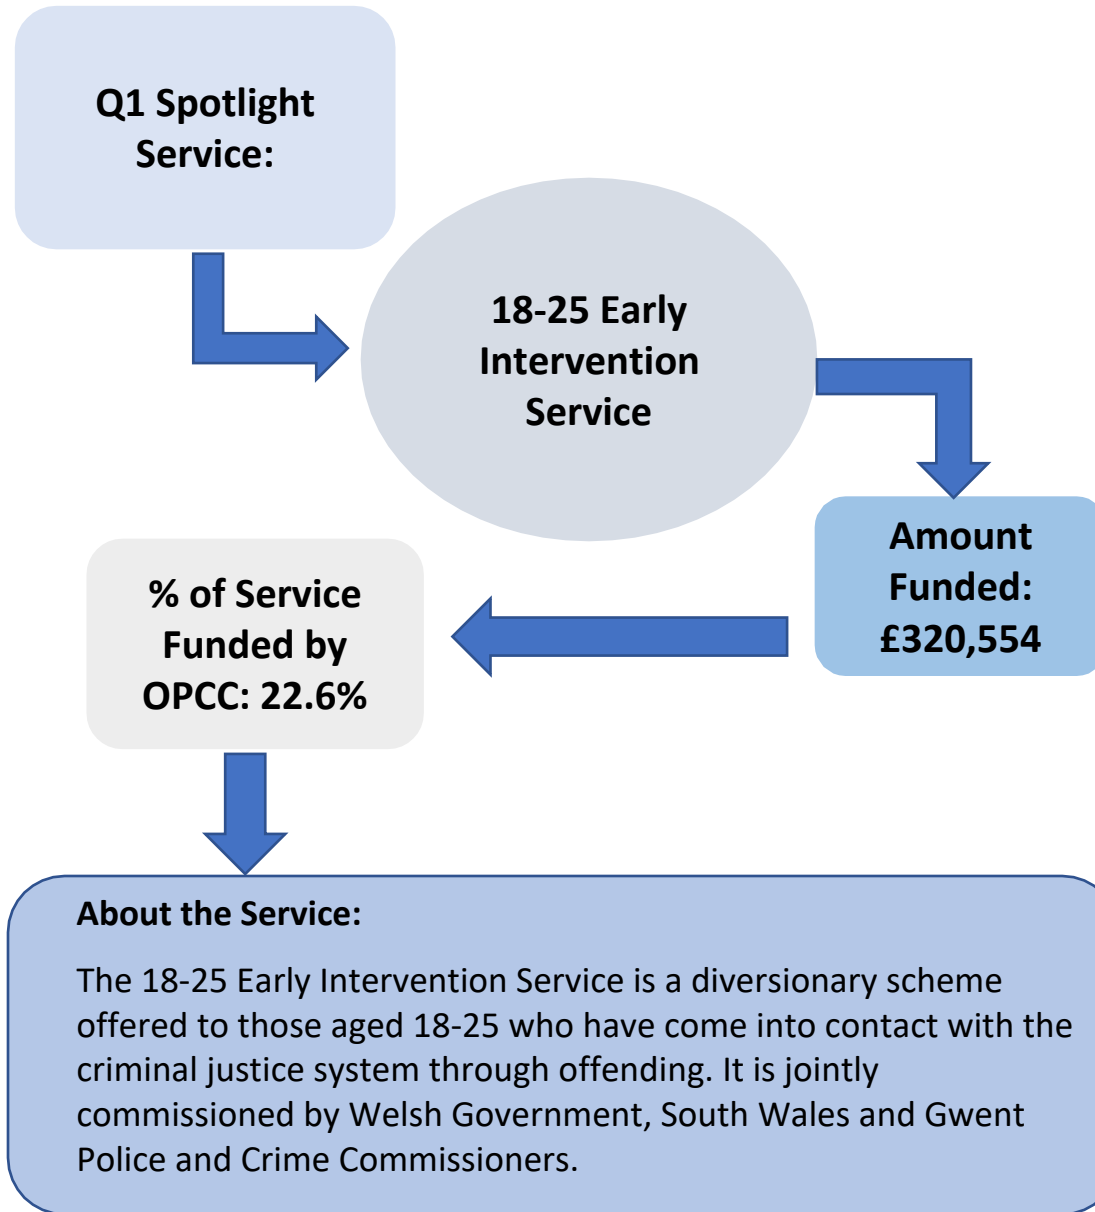 Q1 Spotlight
Service:
18-25 Early
Intervention
Service
Amount
Funded:
£320,554
% of Service
Funded by
OPCC: 22.6%
About the Service:
The 18-25 Early Intervention Service is a diversionary scheme
offered to those aged 18-25 who have come into contact with the
criminal justice system through offending. It is jointly
commissioned by Welsh Government, South Wales and Gwent
Police and Crime Commissioners.